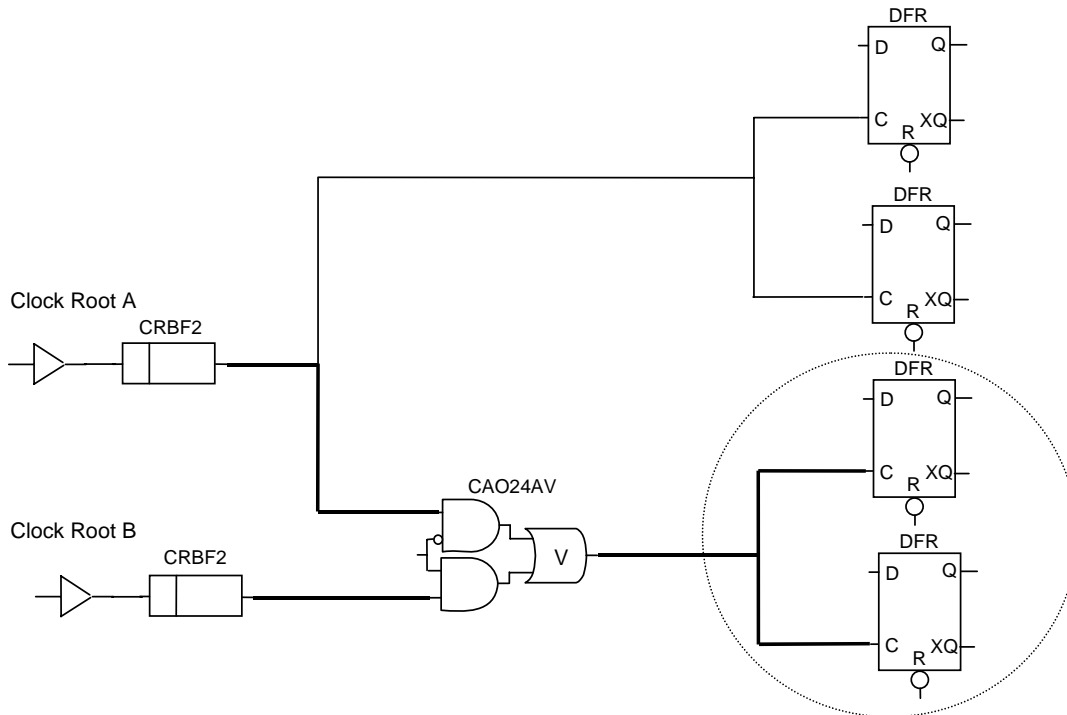 DFR
D Q
C XQ
R
DFR
D Q
C XQ
R
Clock Root A
CRBF2
DFR
D Q
C XQ
R
CAO24AV
V
Clock Root B
CRBF2
DFR
D Q
C XQ
R